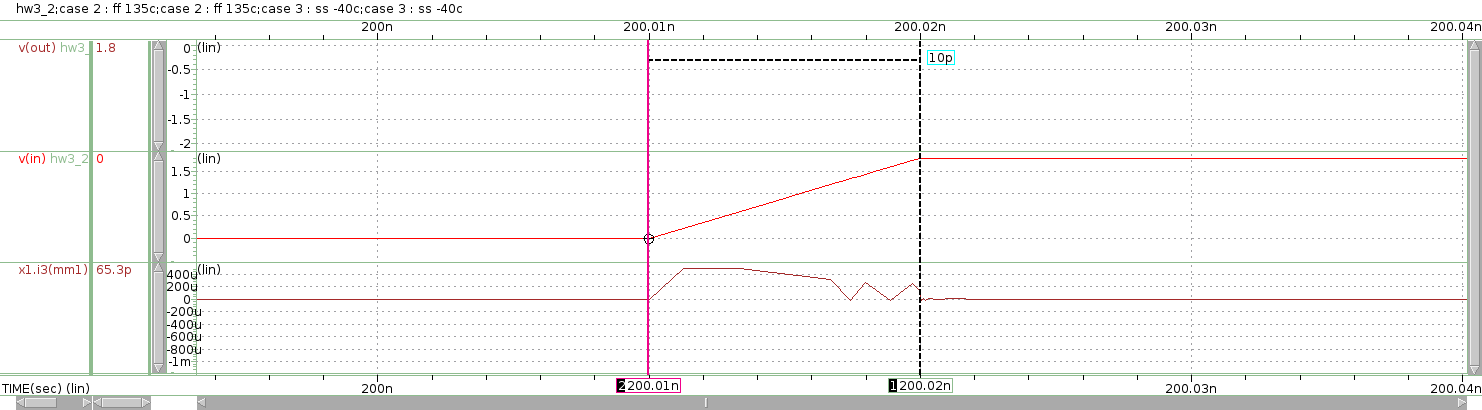 hw3_2;case 2 : ff 135c;case 2 : ff 135c;case 3 : ss -40c;case 3 : ss -40c
200n 200.01n 200.02n 200.03n 200.04n
v(out) hw3_ 1.8 0 (lin)
10p
-0.5
-1
-1.5
-2
v(in) hw3_2 0 (lin)
1.5
1
0.5
0
x1.i3(mm1) 65.3p (lin)
400u
200u
0
-200u
-400u
-600u
-800u
-1m
TIME(sec) (lin) 200n 2 200.01n 1 200.02n 200.03n 200.04n